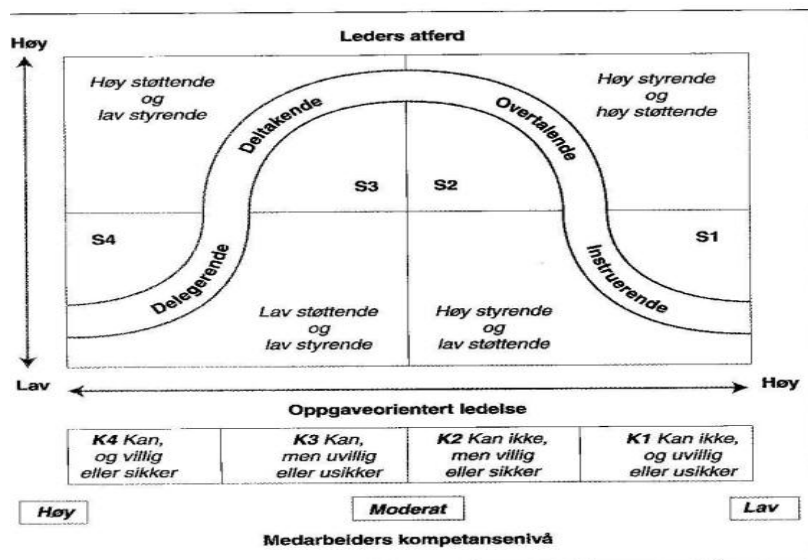 Leders atferd
Høy
Høy støttende
og
lav styrende
Høy styrende
og
høy støttende
Deltakende
Overtalende
S3
S2
S4
S1
Delegerende
Instruerende
Lav støttende
og
lav styrende
Høy styrende
og
lav støttende
Lav
Høy
Oppgaveorientert ledelse
K4 Kan,
og villig
eller sikker
K3 Kan,
men uvillig
eller usikker
K2 Kan ikke,
men villig
eller sikker
K1 Kan ikke,
og uvillig
eller usikker
Høy
Moderat
Lav
Medarbeiders kompetansenivå